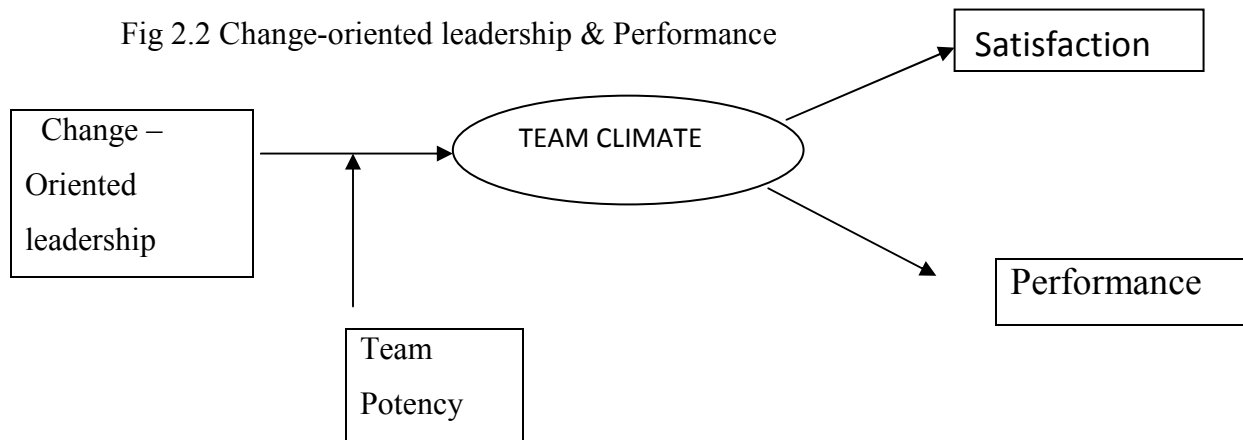 Fig 2.2 Change-oriented leadership & Performance
Satisfaction
Change –
Oriented
leadership
TEAM CLIMATE
Performance
Team
Potency